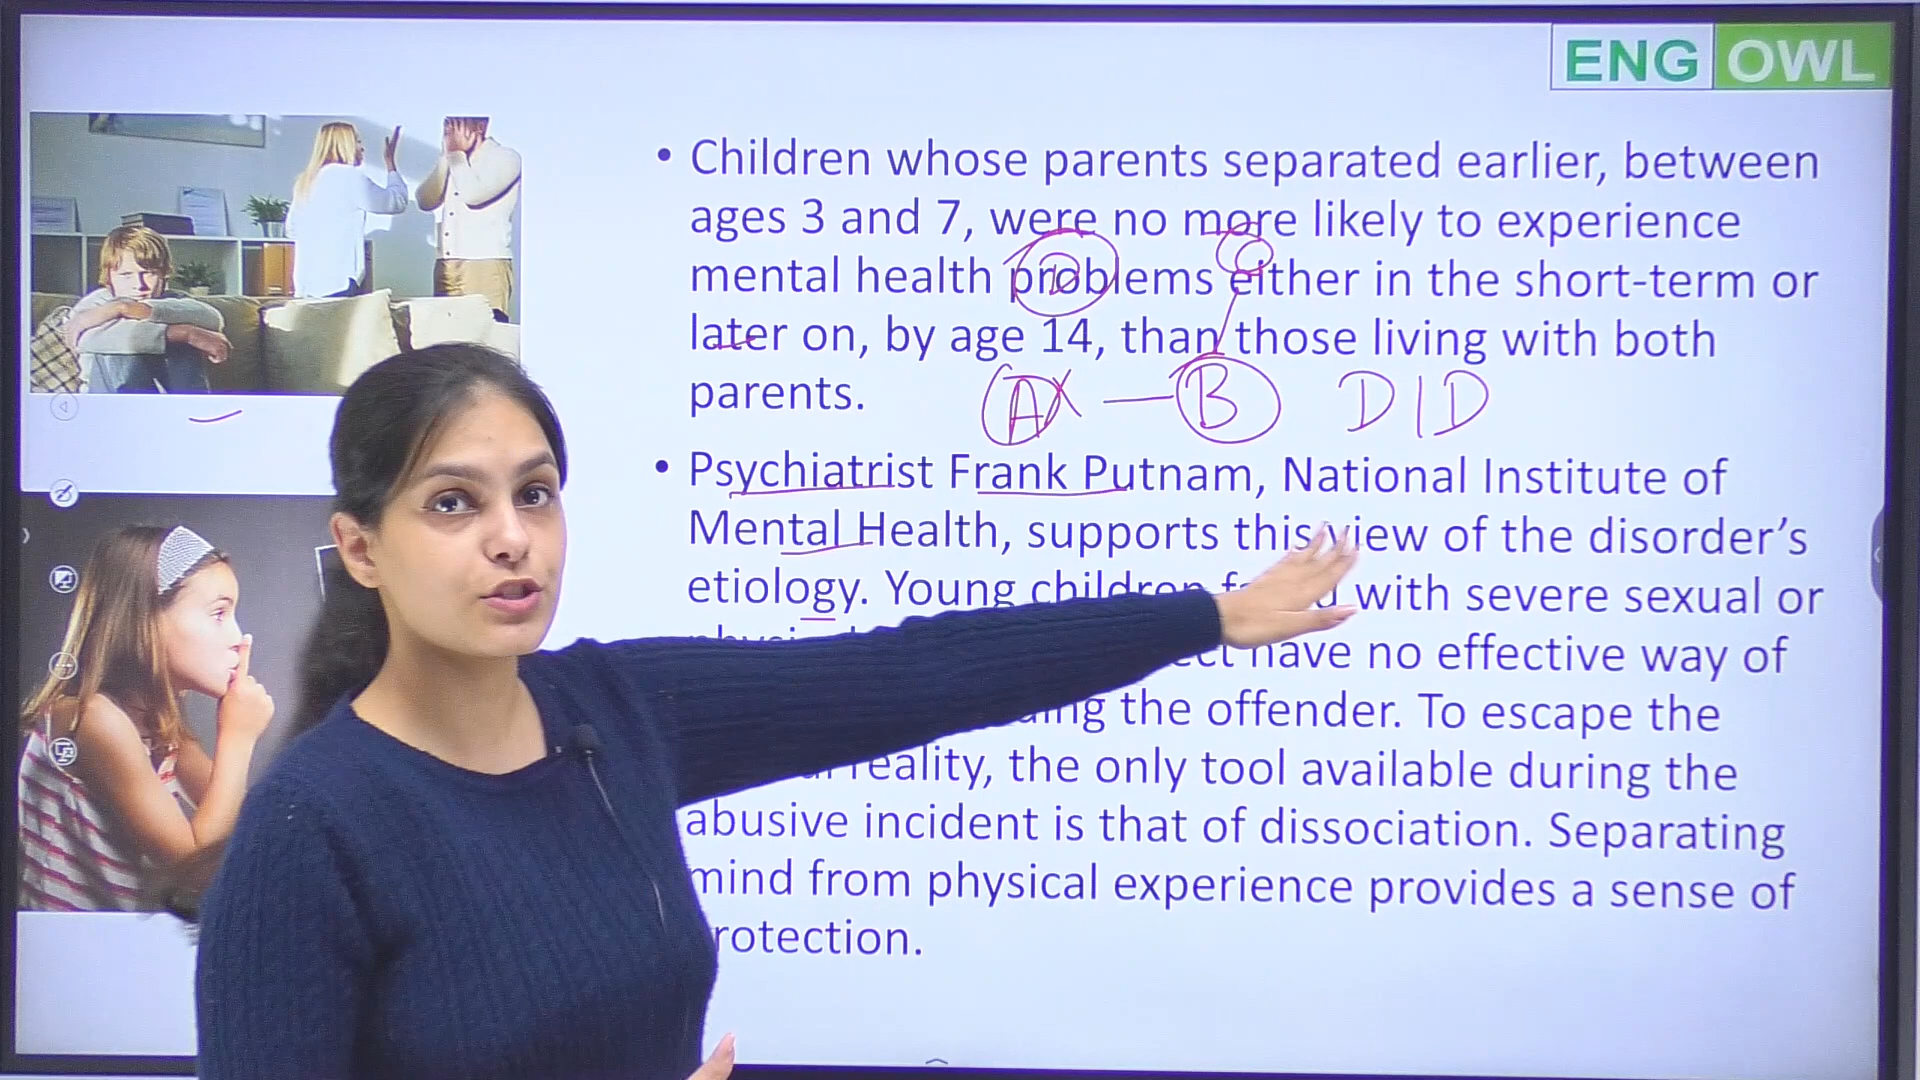 ENG OWL
• Children whose parents separated earlier, between
ages 3 and 7, were no more likely to experience
mental health problems either in the short-term or
later on, by age 14, than those living with both
parents.
A — B DID
• Psychiatrist Frank Putnam, National Institute of
Mental Health, supports this view of the disorder’s
etiology. Young children with severe sexual or
have no effective way of
the offender. To escape the
reality, the only tool available during the
abusive incident is that of dissociation. Separating
mind from physical experience provides a sense of
rotection.